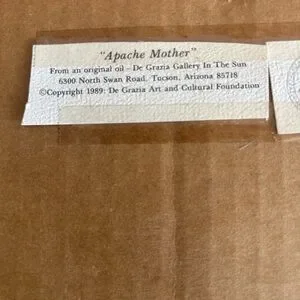 "Apache Mother"
From an original oil - De Grazia Gallery In The Sun
6300 North Swan Road, Tucson, Arizona 85718
©Copyright 1989: De Grazia Art and Cultural Foundation